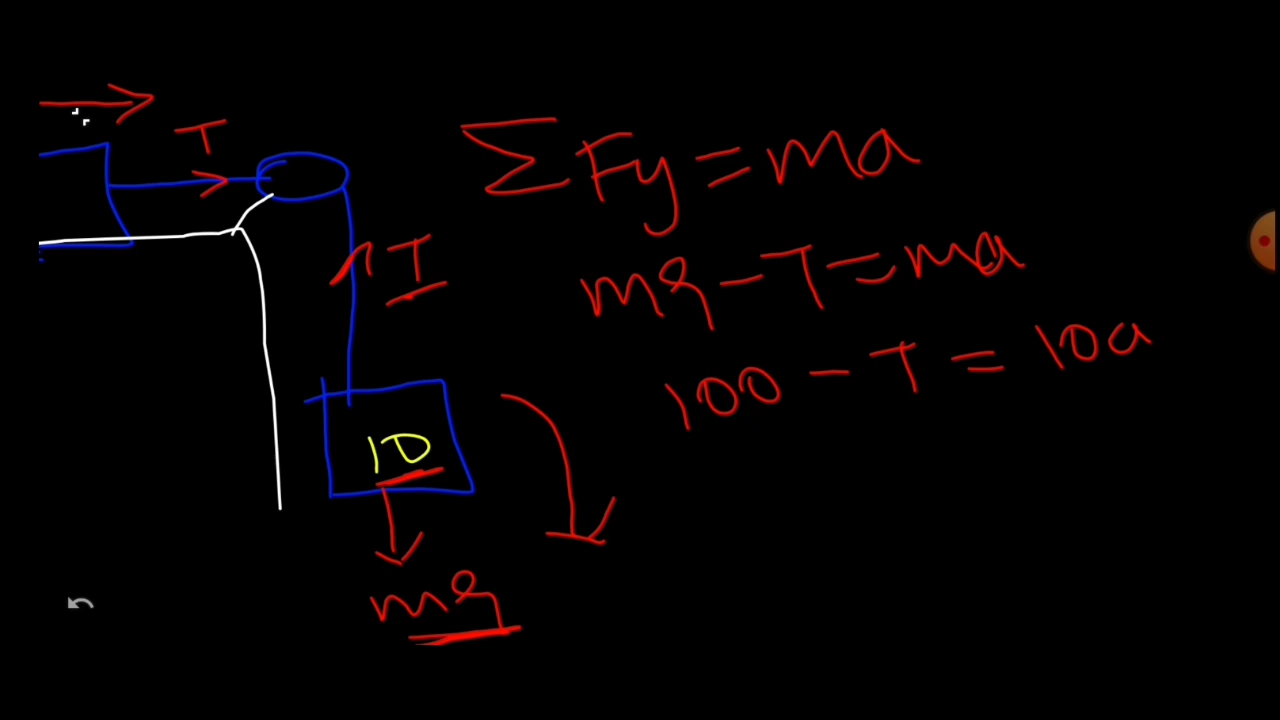 T
ΣFy = ma
T
mg - T = ma
100 - T = 10a
10
mg